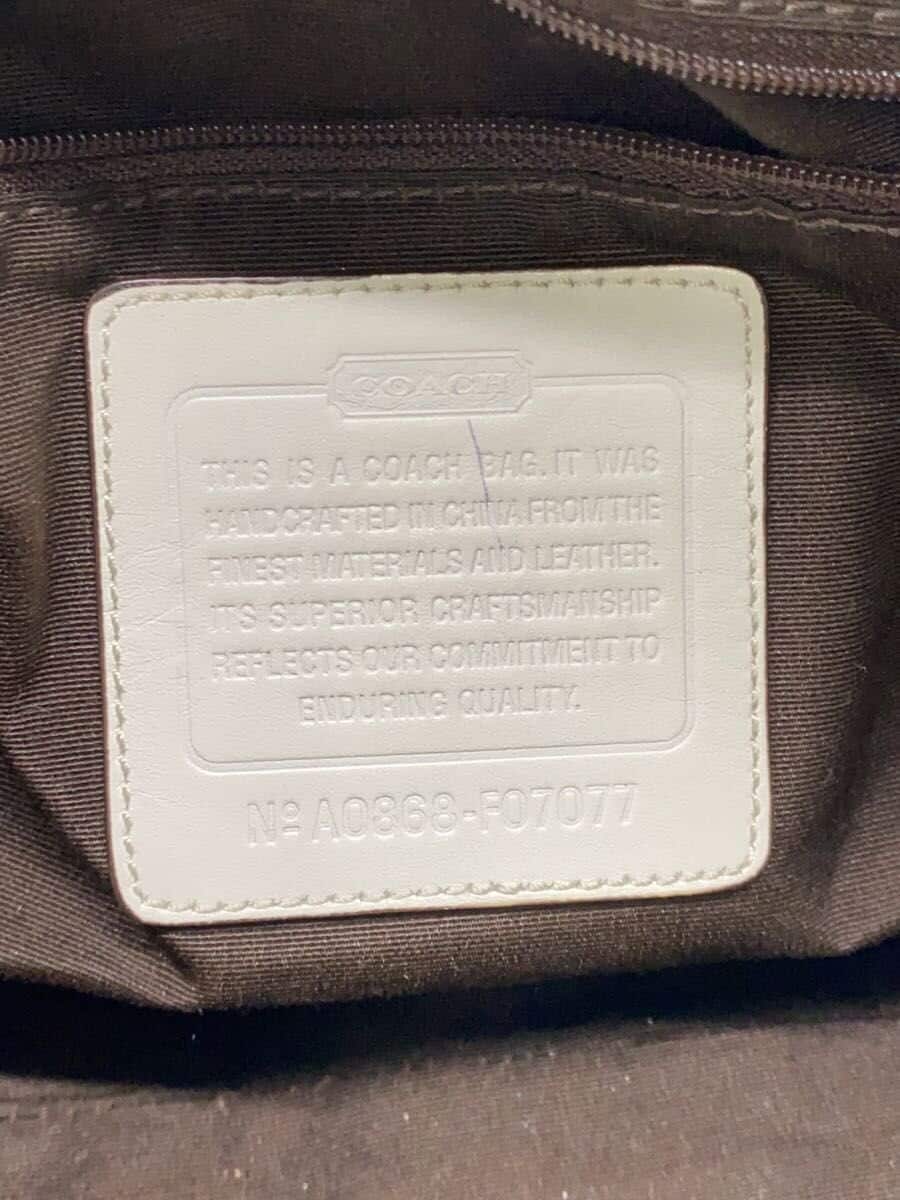 COACH
THIS IS A COACH BAG. IT WAS
HANDCRAFTED IN CHINA FROM THE
FINEST MATERIALS AND LEATHER.
ITS SUPERIOR CRAFTSMANSHIP
REFLECTS OUR COMMITMENT TO
ENDURING QUALITY.
Nº A0868-F07077